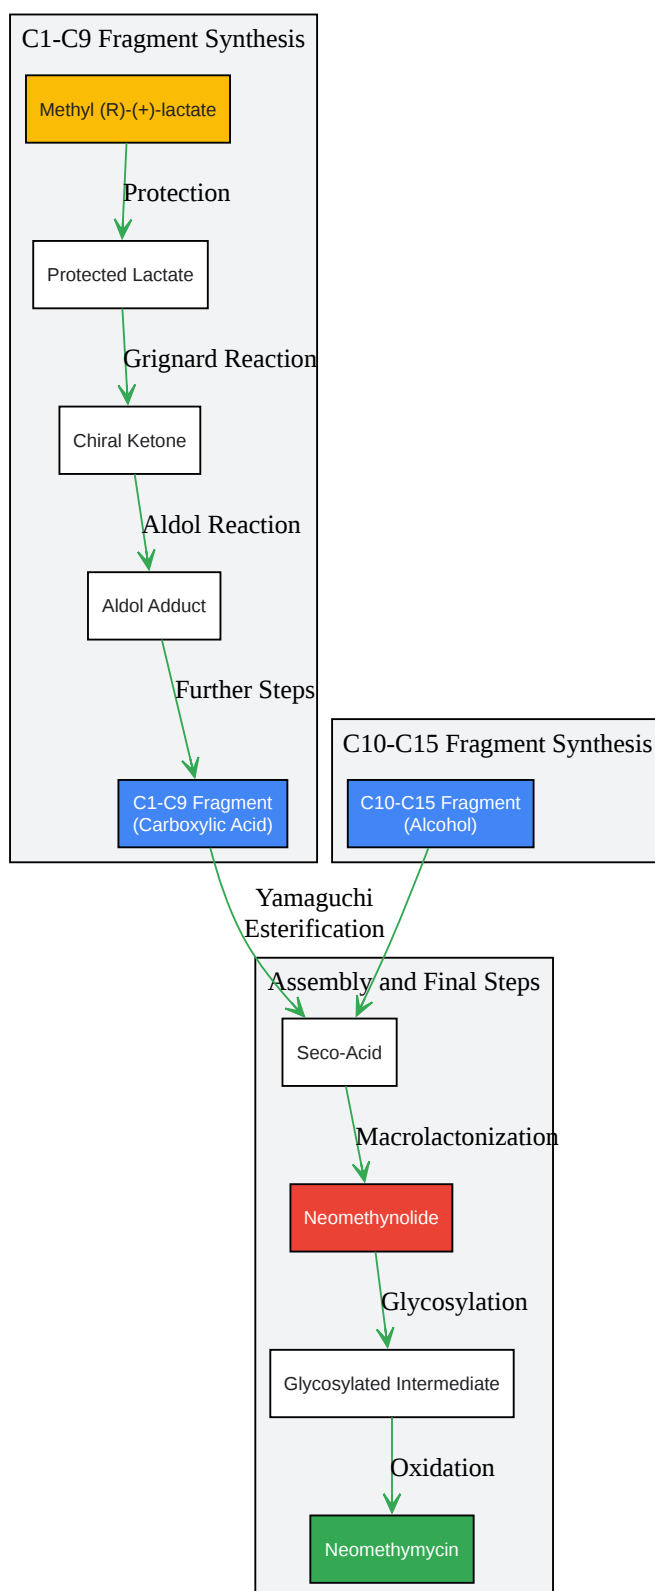 C1-C9 Fragment Synthesis
Methyl (R)-(+)-lactate
Protection
Protected Lactate
Grignard Reaction
Chiral Ketone
Aldol Reaction
Aldol Adduct
Further Steps
C1-C9 Fragment
(Carboxylic Acid)
C10-C15 Fragment Synthesis
C10-C15 Fragment
(Alcohol)
Yamaguchi
Esterification
Assembly and Final Steps
Seco-Acid
Macrolactonization
Neomethynolide
Glycosylation
Glycosylated Intermediate
Oxidation
Neomethymycin